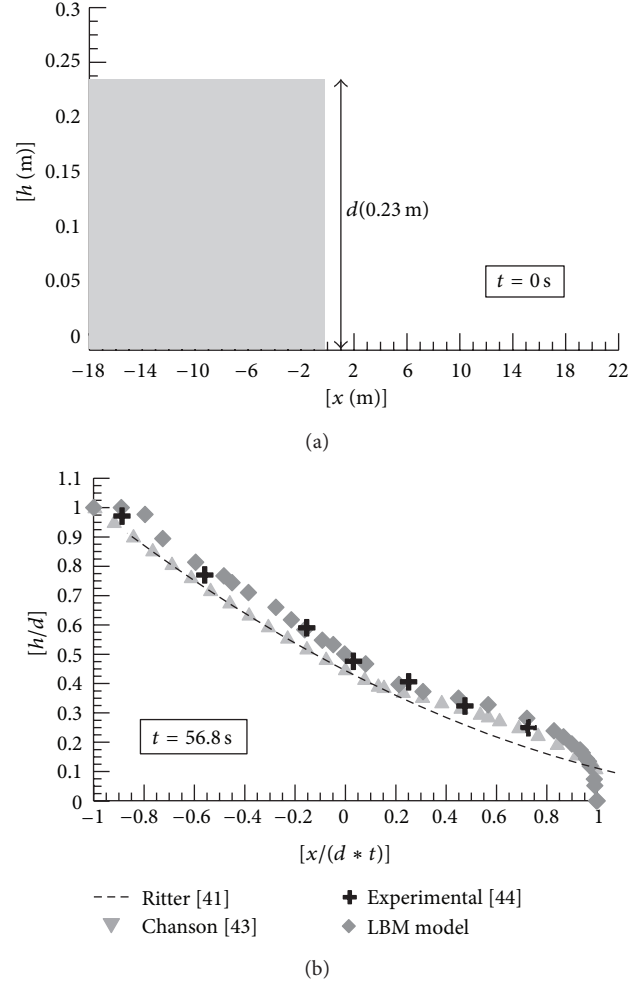 0.3
0.25
0.2
0.15
0.1
0.05
0
[h (m)]
d(0.23 m)
t = 0 s
−18 −14 −10 −6 −2 2 6 10 14 18 22
[x (m)]
(a)
1.1
1
0.9
0.8
0.7
0.6
0.5
0.4
0.3
0.2
0.1
0
[h/d]
t = 56.8 s
−1 −0.8 −0.6 −0.4 −0.2 0 0.2 0.4 0.6 0.8 1
[x/(d ∗ t)]
Ritter [41] Experimental [44]
Chanson [43] LBM model
(b)